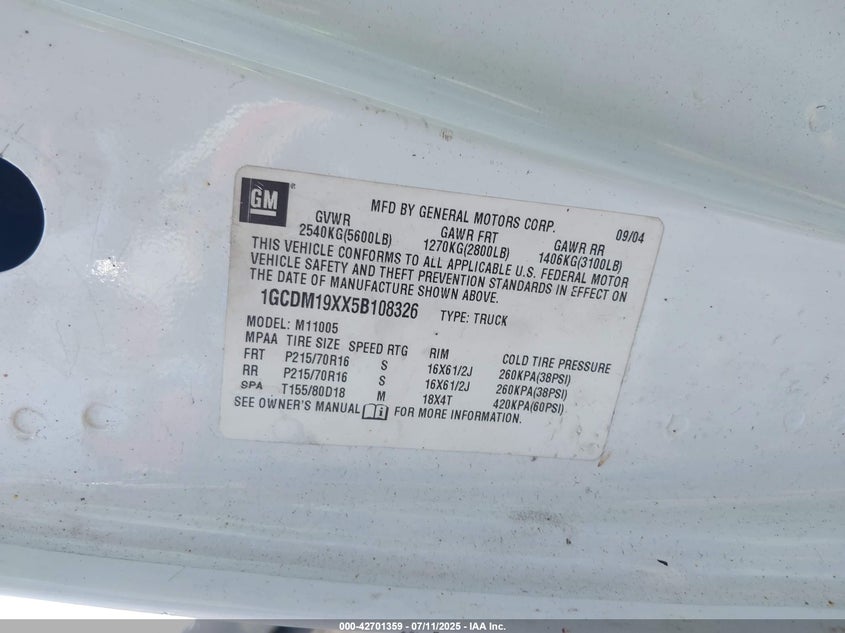 GM ®
MFD BY GENERAL MOTORS CORP. 09/04
GVWR GAWR FRT GAWR RR
2540KG(5600LB) 1270KG(2800LB) 1406KG(3100LB)
THIS VEHICLE CONFORMS TO ALL APPLICABLE U.S. FEDERAL MOTOR
VEHICLE SAFETY AND THEFT PREVENTION STANDARDS IN EFFECT ON
THE DATE OF MANUFACTURE SHOWN ABOVE.
1GCDM19XX5B108326 TYPE: TRUCK
MODEL: M11005
MPAA TIRE SIZE SPEED RTG RIM COLD TIRE PRESSURE
FRT P215/70R16 S 16X61/2J 260KPA(38PSI)
RR P215/70R16 S 16X61/2J 260KPA(38PSI)
SPA T155/80D18 M 18X4T 420KPA(60PSI)
SEE OWNER'S MANUAL i FOR MORE INFORMATION.
000-42701359 - 07/11/2025 - IAA Inc.